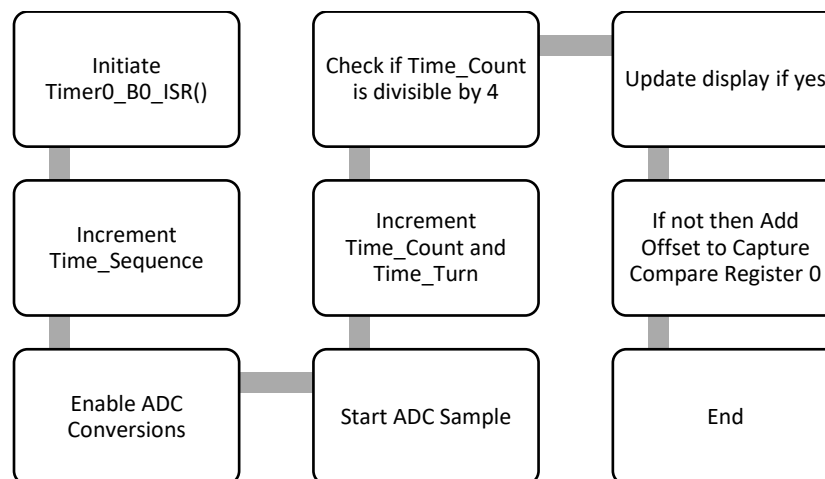 Initiate
Timer0_B0_ISR()
Increment
Time_Sequence
Enable ADC
Conversions
Start ADC Sample
Increment
Time_Count and
Time_Turn
Check if Time_Count
is divisible by 4
Update display if yes
If not then Add
Offset to Capture
Compare Register 0
End